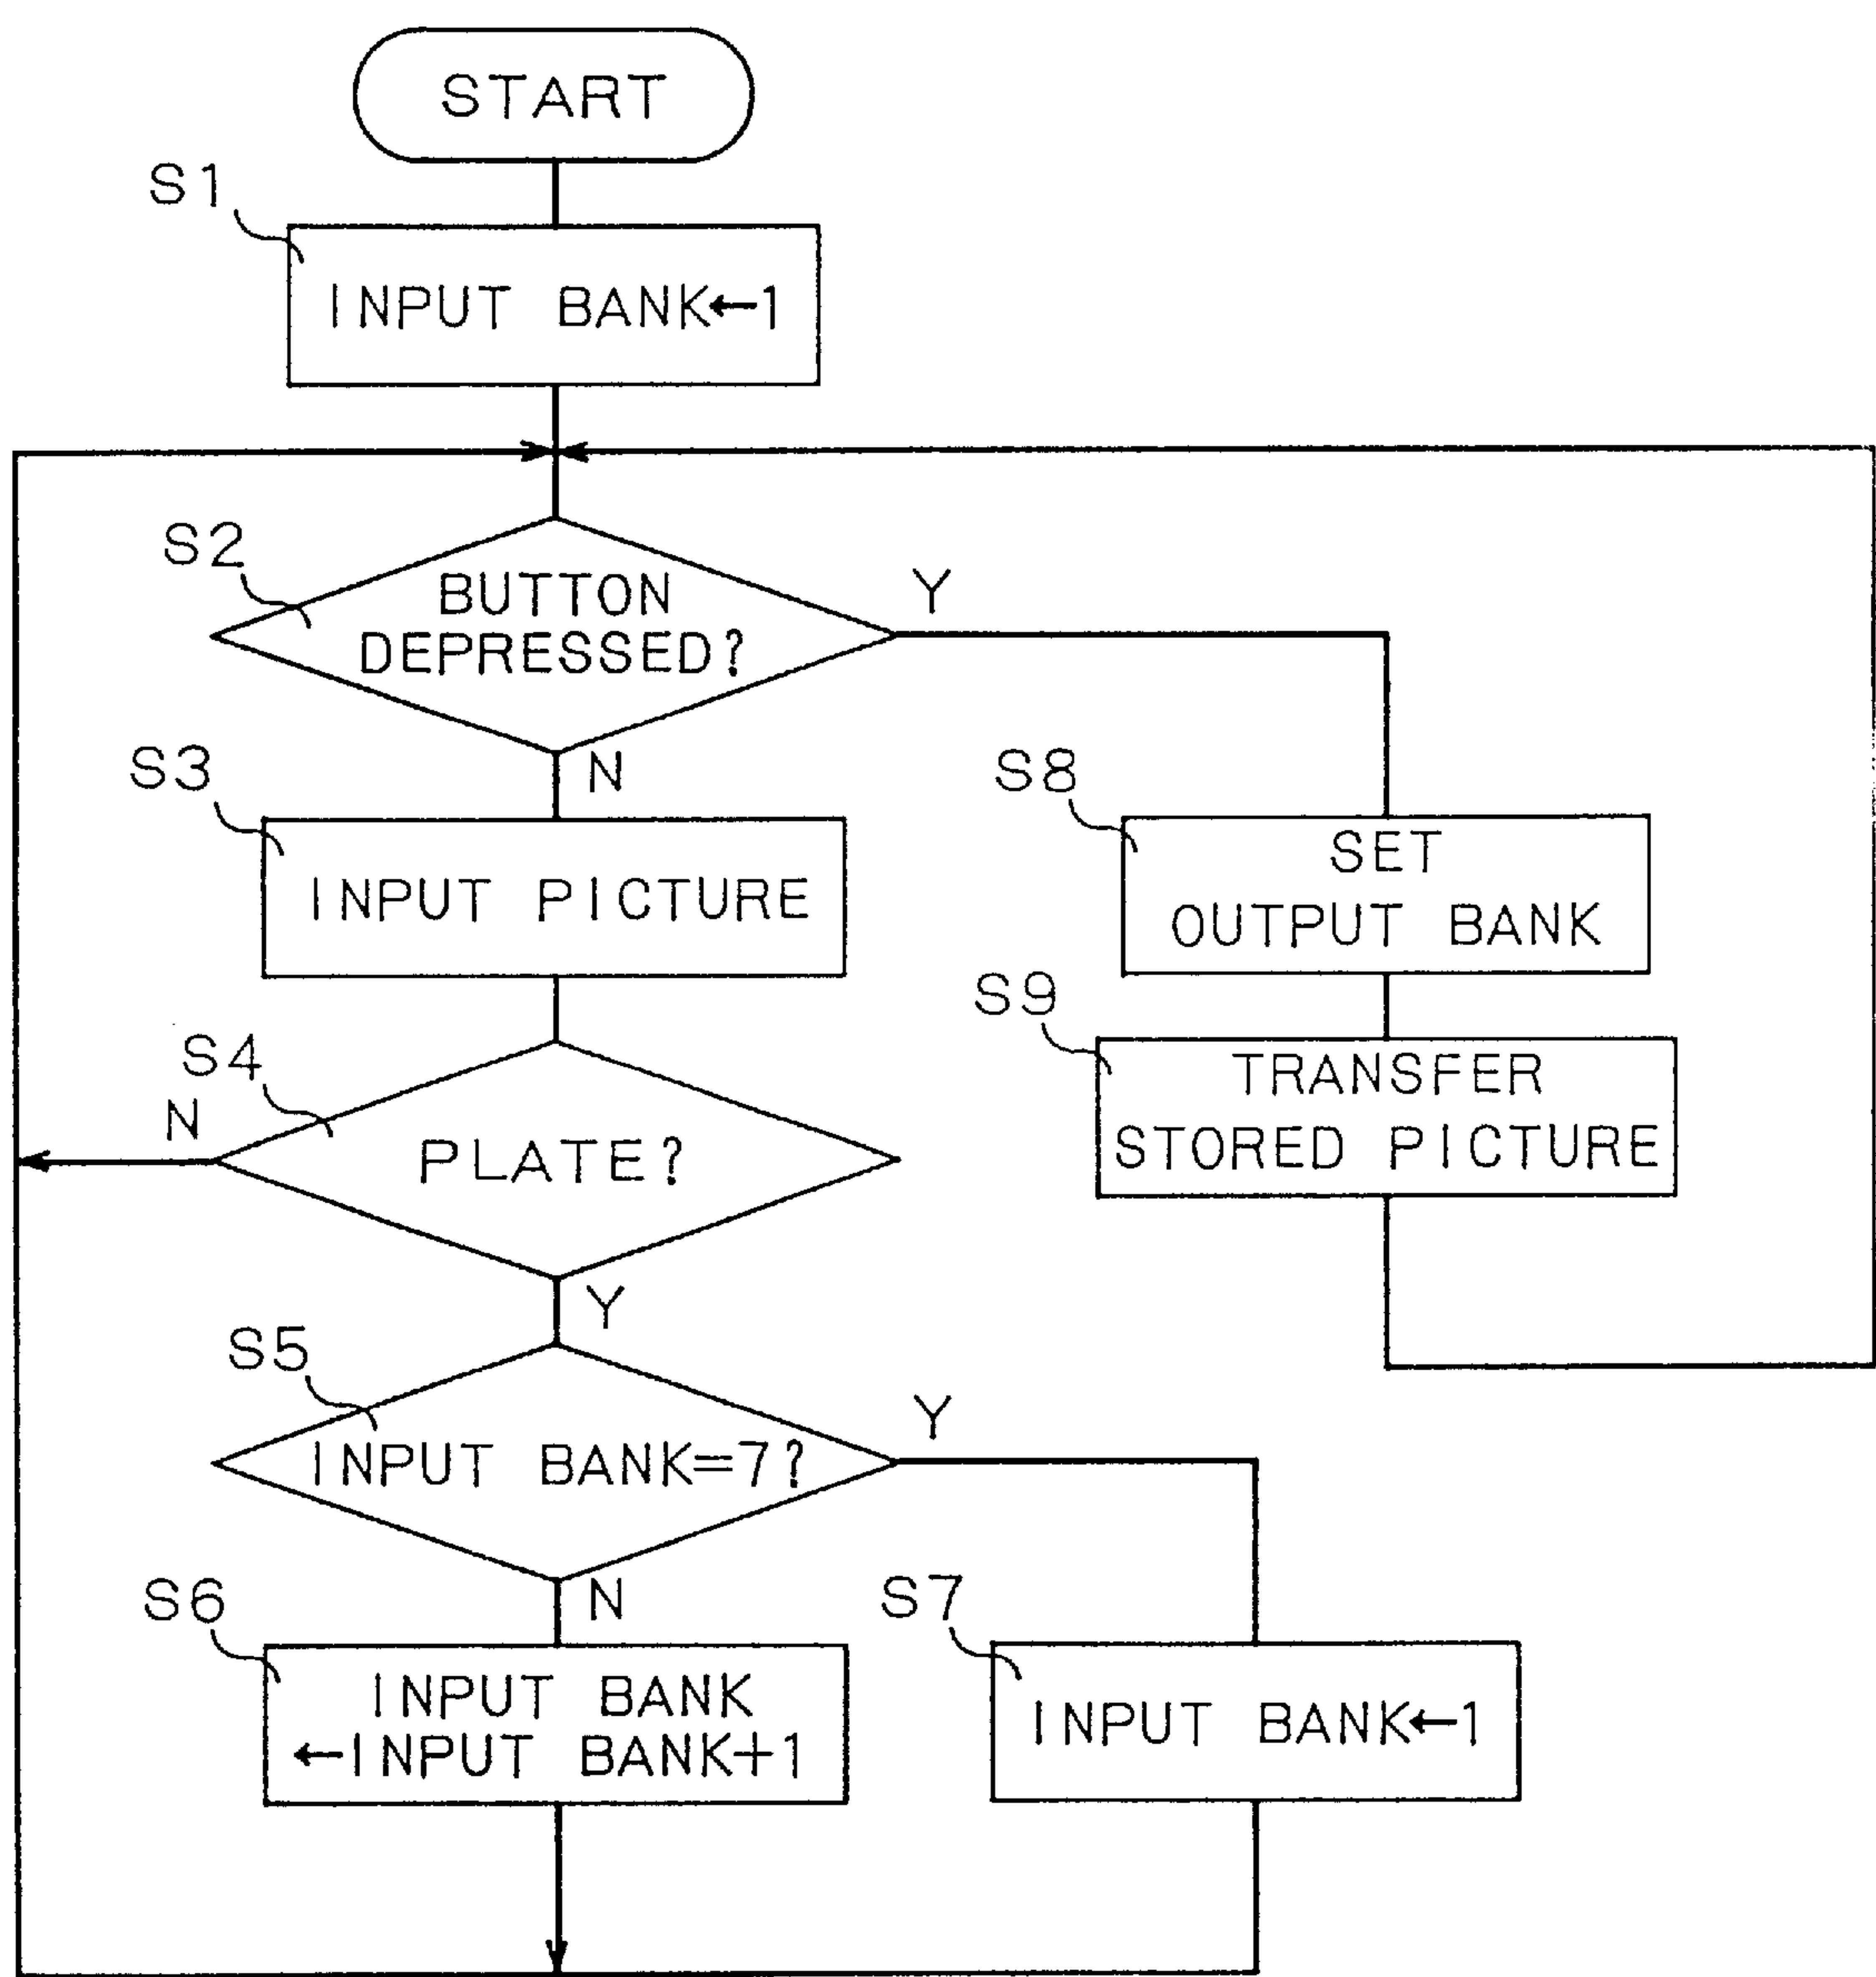 START
S1
INPUT BANK←1
S2
BUTTON
DEPRESSED?
Y
N
S3
INPUT PICTURE
S8
SET
OUTPUT BANK
S9
TRANSFER
STORED PICTURE
S4
N
PLATE?
Y
S5
INPUT BANK=7?
Y
N
S6
INPUT BANK
←INPUT BANK+1
S7
INPUT BANK←1